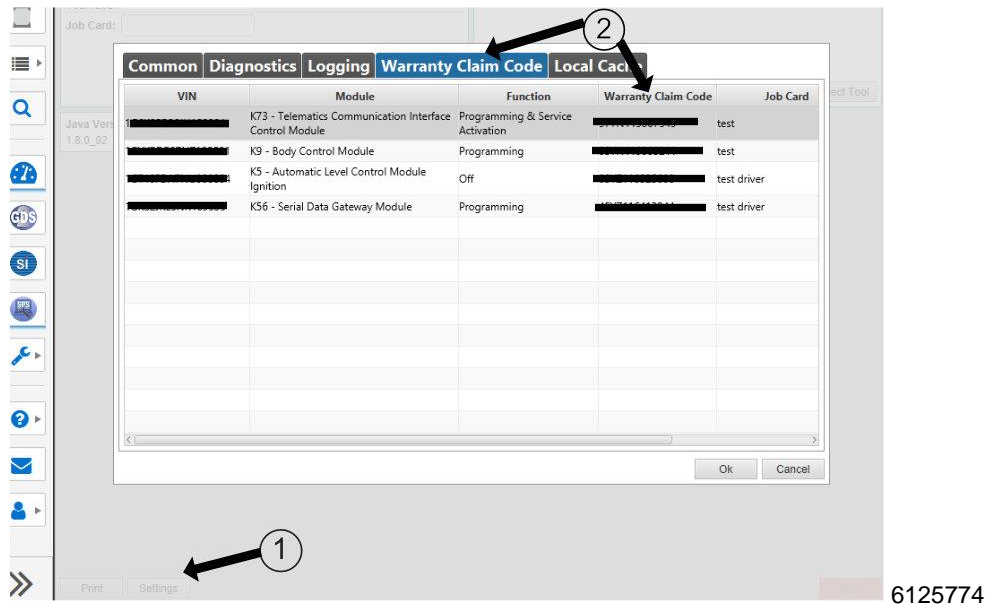 Job Card:
2
Common Diagnostics Logging Warranty Claim Code Local
VIN Module Function Warranty Claim Code Job Card
ect Tool
K73 - Telematics Communication Interface Control Module
Programming & Service Activation
test
K9 - Body Control Module Programming test
K5 - Automatic Level Control Module Ignition
Off test driver
K56 - Serial Data Gateway Module Programming test driver
Java Vers
1.8.0_92
GDS
SI
SPS
Ok Cancel
1
Print Settings
6125774